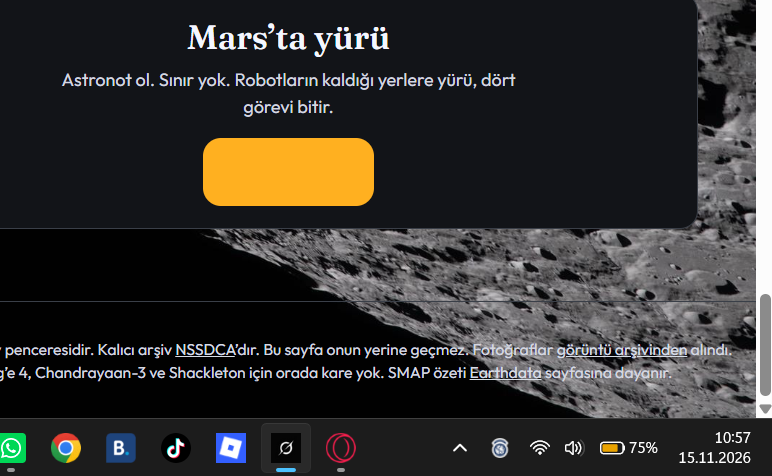 Mars’ta yürü
Astronot ol. Sınır yok. Robotların kaldığı yerlere yürü, dört
görevi bitir.
penceresidir. Kalıcı arşiv NSSDCA’dır. Bu sayfa onun yerine geçmez. Fotoğraflar görüntü arşivinden alındı.
g’e 4, Chandrayaan-3 ve Shackleton için orada kare yok. SMAP özeti Earthdata sayfasına dayanır.
B.
75%
10:57
15.11.2026